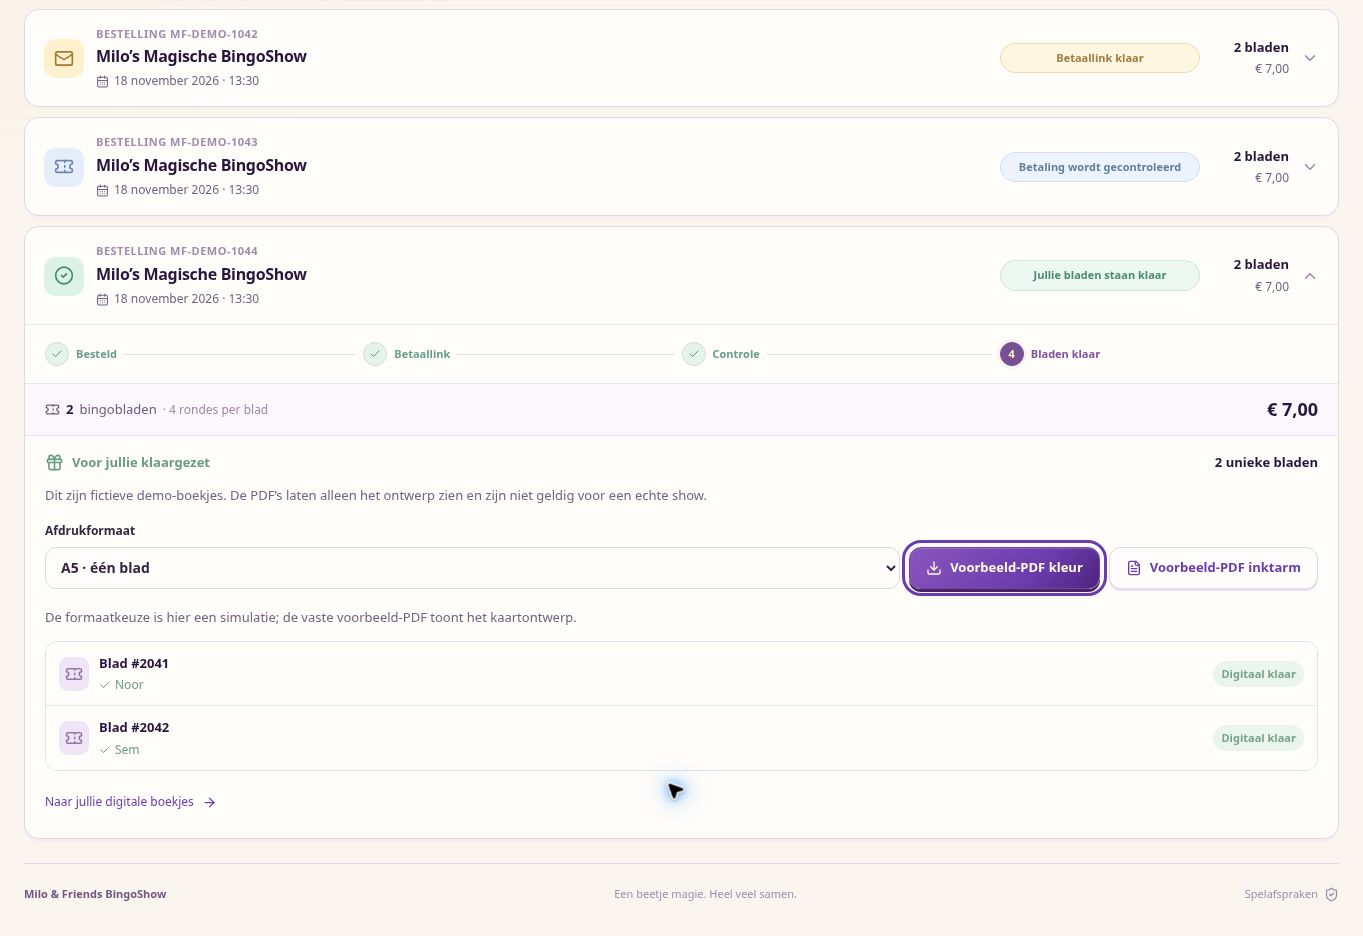 BESTELLING MF-DEMO-1042
Milo’s Magische BingoShow
18 november 2026 · 13:30
Betaallink klaar
2 bladen
€ 7,00
BESTELLING MF-DEMO-1043
Milo’s Magische BingoShow
18 november 2026 · 13:30
Betaling wordt gecontroleerd
2 bladen
€ 7,00
BESTELLING MF-DEMO-1044
Milo’s Magische BingoShow
18 november 2026 · 13:30
Jullie bladen staan klaar
2 bladen
€ 7,00
Besteld
Betaallink
Controle
4 Bladen klaar
2 bingobladen · 4 rondes per blad
€ 7,00
Voor jullie klaargezet
2 unieke bladen
Dit zijn fictieve demo-boekjes. De PDF’s laten alleen het ontwerp zien en zijn niet geldig voor een echte show.
Afdrukformaat
A5 · één blad
Voorbeeld-PDF kleur
Voorbeeld-PDF inktarm
De formaatkeuze is hier een simulatie; de vaste voorbeeld-PDF toont het kaartontwerp.
Blad #2041
Noor
Digitaal klaar
Blad #2042
Sem
Digitaal klaar
Naar jullie digitale boekjes
Milo & Friends BingoShow
Een beetje magie. Heel veel samen.
Spelafspraken